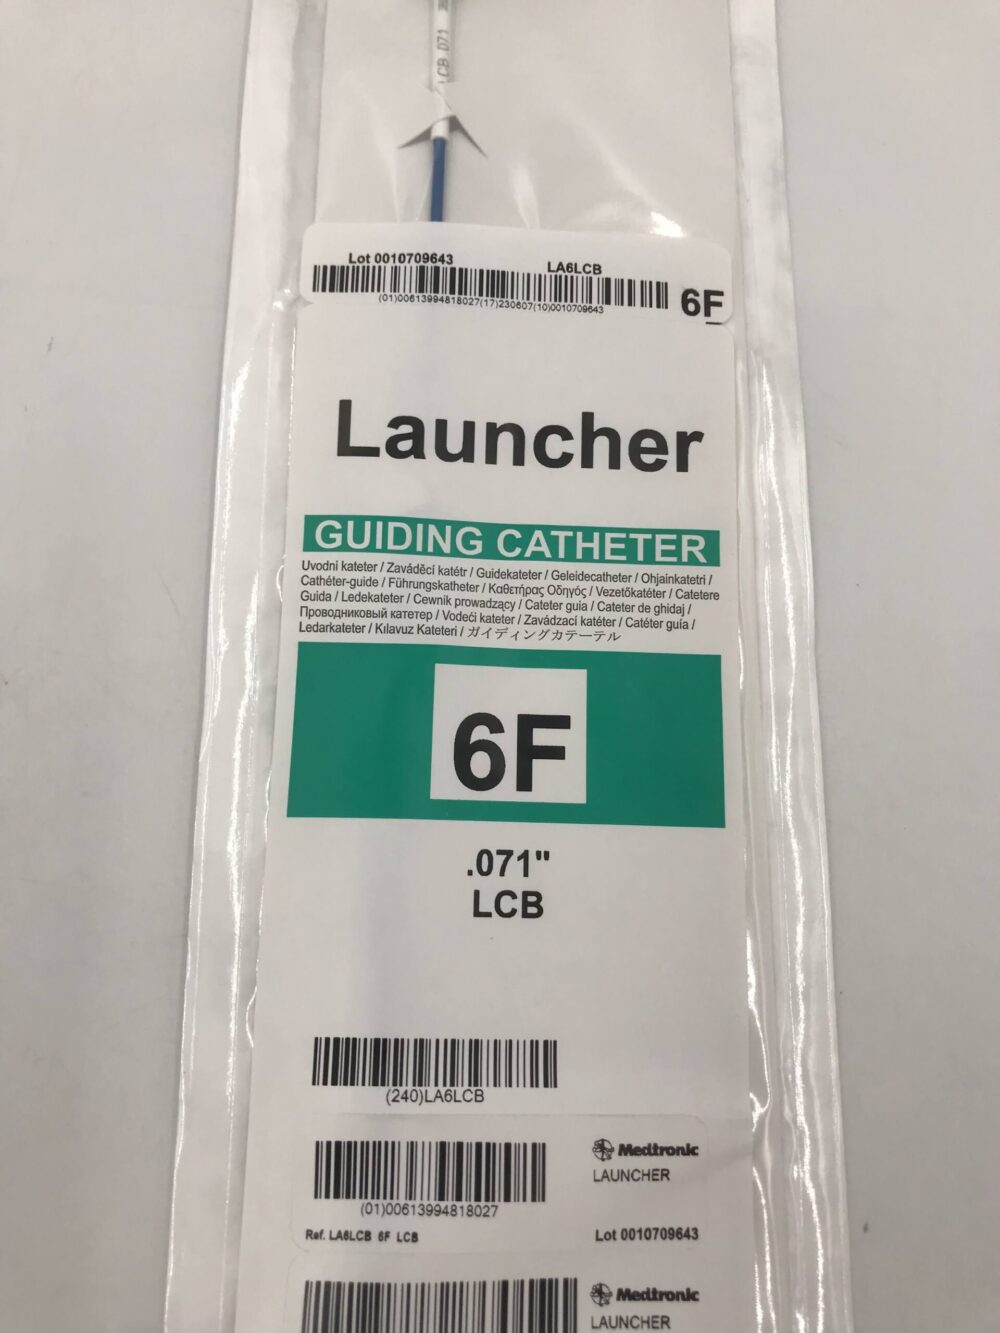 LCB .071
Lot 0010709643 LA6LCB
(01)00613994818027(17)230607(10)0010709643
6F
Launcher
GUIDING CATHETER
Uvodni kateter / Zaváděcí katétr / Guidekateter / Geleidecatheter / Ohjainkatetri /
Cathéter-guide / Führungskatheter / Καθετήρας Οδηγός / Vezetőkatéter / Catetere
Guida / Ledekateter / Cewnik prowadzący / Cateter guia / Cateter de ghidaj /
Проводниковый катетер / Vodeći kateter / Zavádzací katéter / Catéter guía /
Ledarkateter / Kılavuz Kateteri / ガイディングカテーテル
6F
.071"
LCB
(240)LA6LCB
Medtronic
LAUNCHER
(01)00613994818027
Ref. LA6LCB 6F LCB Lot 0010709643
Medtronic
LAUNCHER